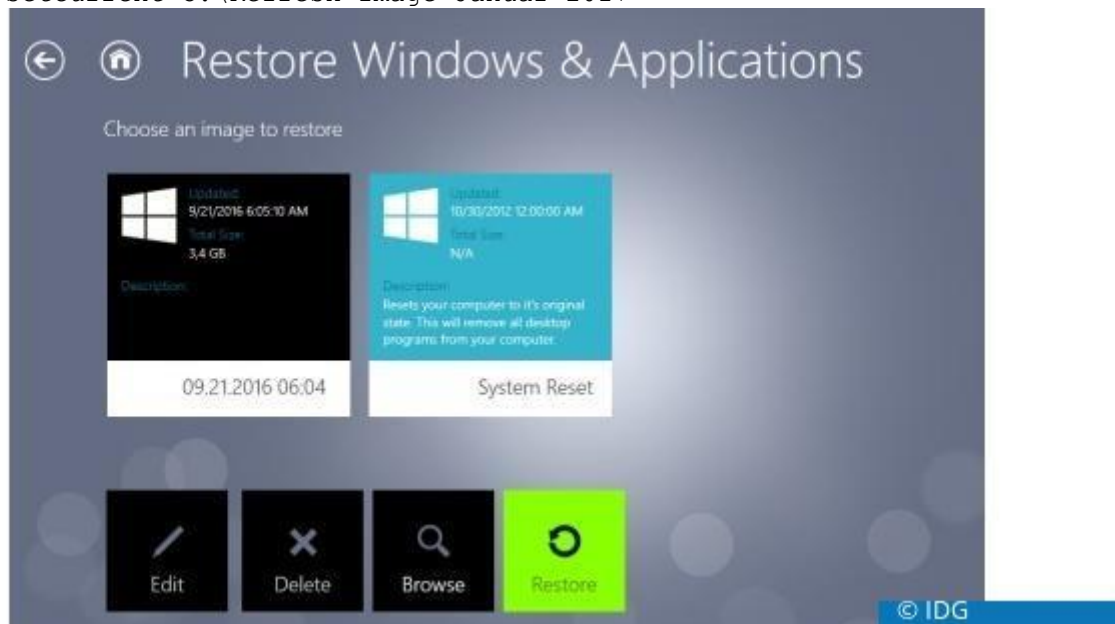 Restore Windows & Applications
Choose an image to restore
Updated:
9/21/2016 6:05:10 AM
Total Size:
3,4 GB
Description:
09.21.2016 06:04
Updated:
10/30/2012 12:00:00 AM
Total Size:
N/A
Description:
Resets your computer to it's original
state. This will remove all desktop
programs from your computer.
System Reset
Edit
Delete
Browse
Restore
© IDG